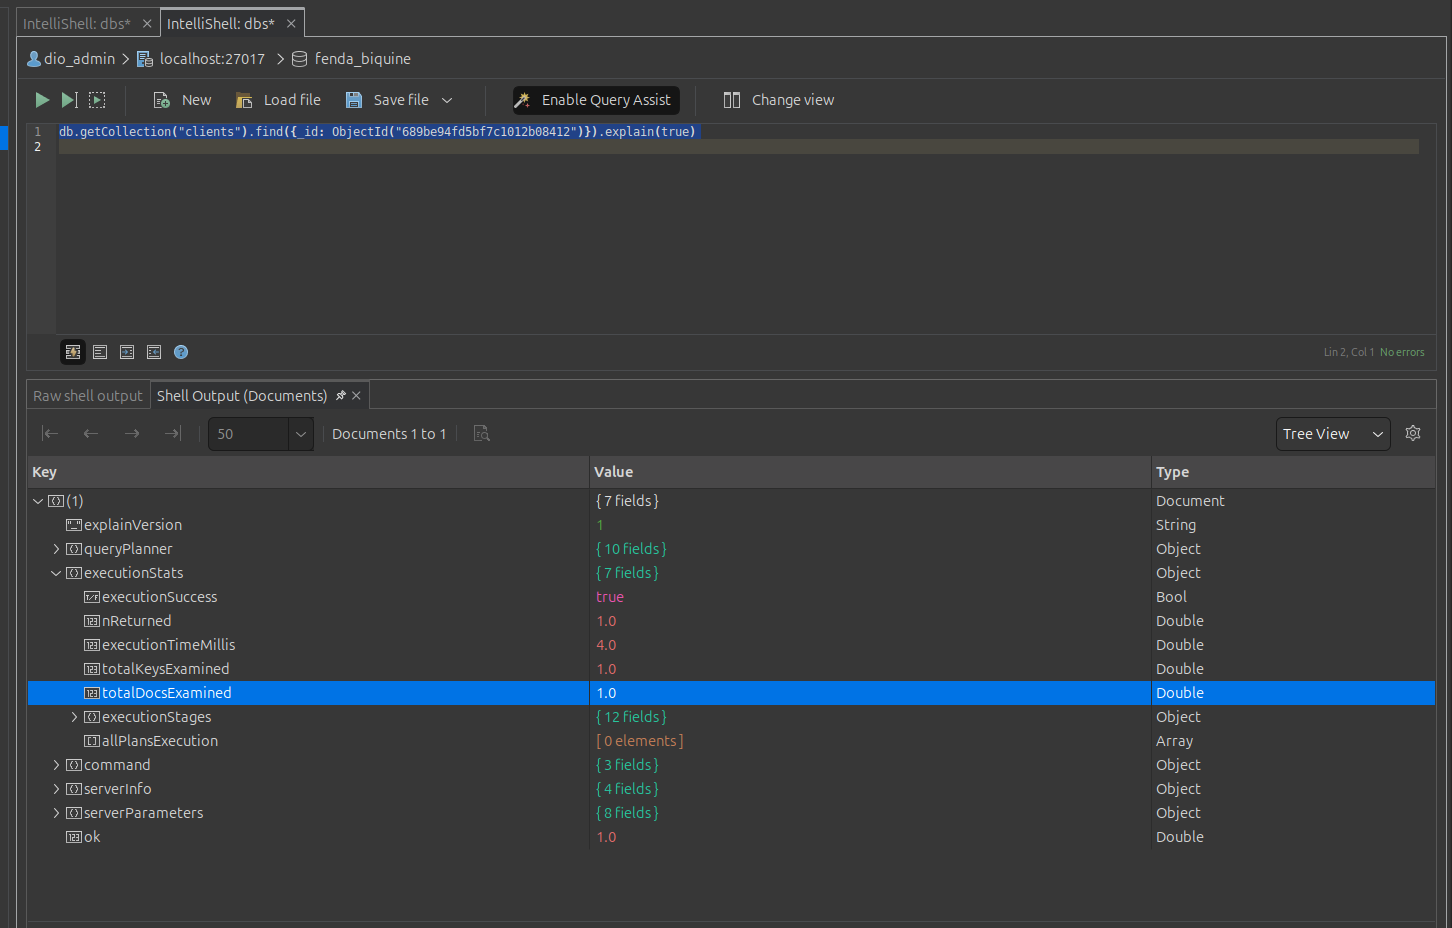 IntelliShell: dbs* IntelliShell: dbs*
dio_admin localhost:27017 fenda_biquine
New Load file Save file Enable Query Assist Change view
1 db.getCollection("clients").find({_id: ObjectId("689be94fd5bf7c1012b08412")}).explain(true)
2
Lin 2, Col 1 No errors
Raw shell output Shell Output (Documents)
50 Documents 1 to 1 Tree View
Key Value Type
(1) { 7 fields } Document
explainVersion 1 String
queryPlanner { 10 fields } Object
executionStats { 7 fields } Object
executionSuccess true Bool
nReturned 1.0 Double
executionTimeMillis 4.0 Double
totalKeysExamined 1.0 Double
totalDocsExamined 1.0 Double
executionStages { 12 fields } Object
allPlansExecution [ 0 elements ] Array
command { 3 fields } Object
serverInfo { 4 fields } Object
serverParameters { 8 fields } Object
ok 1.0 Double